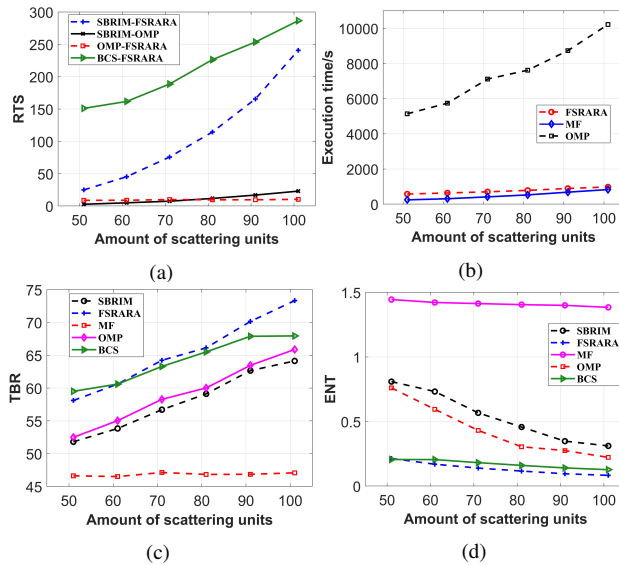 300
250
200
150
100
50
0
RTS
SBRIM-FSRARA
SBRIM-OMP
OMP-FSRARA
BCS-FSRARA
50 60 70 80 90 100
Amount of scattering units
(a)
10000
8000
6000
4000
2000
0
Execution time/s
FSRARA
MF
OMP
50 60 70 80 90 100
Amount of scattering units
(b)
75
70
65
60
55
50
45
TBR
SBRIM
FSRARA
MF
OMP
BCS
50 60 70 80 90 100
Amount of scattering units
(c)
1.5
1
0.5
0
ENT
SBRIM
FSRARA
MF
OMP
BCS
50 60 70 80 90 100
Amount of scattering units
(d)